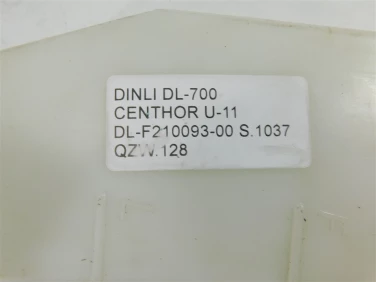 DINLI DL-700
CENTHOR U-11
DL-F210093-00 S.1037
QZW.128